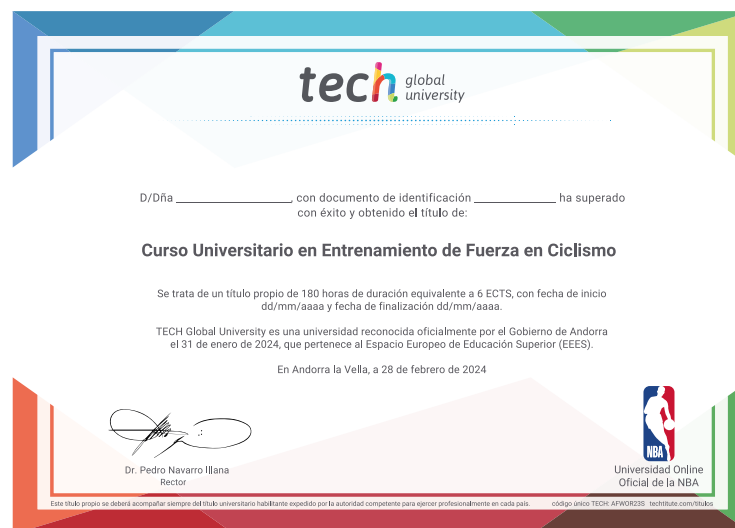 tech global university
D/Dña ____________________, con documento de identificación ______________ ha superado
con éxito y obtenido el título de:
Curso Universitario en Entrenamiento de Fuerza en Ciclismo
Se trata de un título propio de 180 horas de duración equivalente a 6 ECTS, con fecha de inicio
dd/mm/aaaa y fecha de finalización dd/mm/aaaa.
TECH Global University es una universidad reconocida oficialmente por el Gobierno de Andorra
el 31 de enero de 2024, que pertenece al Espacio Europeo de Educación Superior (EEES).
En Andorra la Vella, a 28 de febrero de 2024
Dr. Pedro Navarro Illana
Rector
NBA
Universidad Online
Oficial de la NBA
Este título propio se deberá acompañar siempre del título universitario habilitante expedido por la autoridad competente para ejercer profesionalmente en cada país. código único TECH: AFWOR23S techtitute.com/titulos